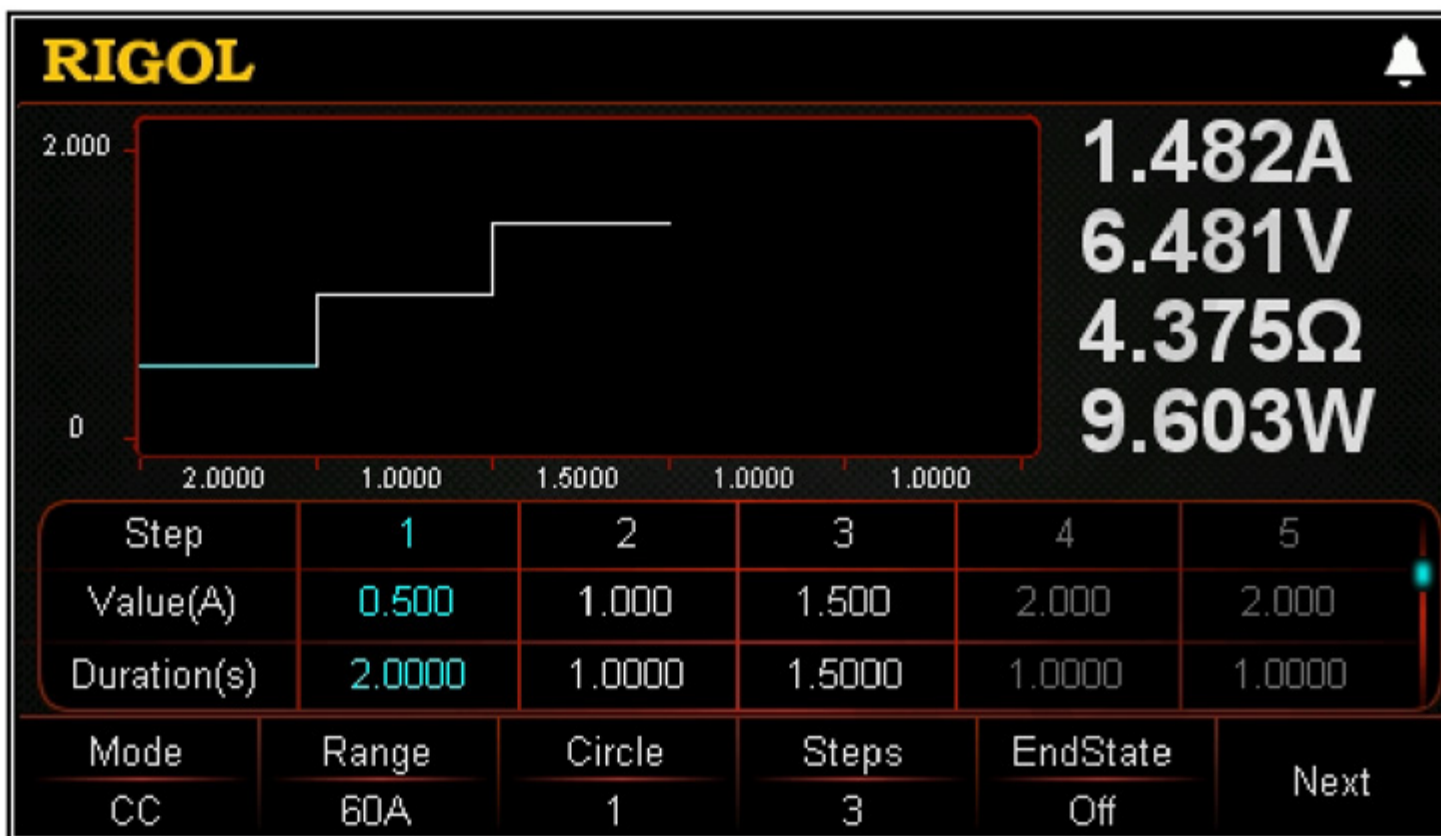 RIGOL
2.000
0
2.0000 1.0000 1.5000 1.0000 1.0000
1.482A
6.481V
4.375Ω
9.603W
Step 1 2 3 4 5
Value(A) 0.500 1.000 1.500 2.000 2.000
Duration(s) 2.0000 1.0000 1.5000 1.0000 1.0000
Mode Range Circle Steps EndState Next
CC 60A 1 3 Off